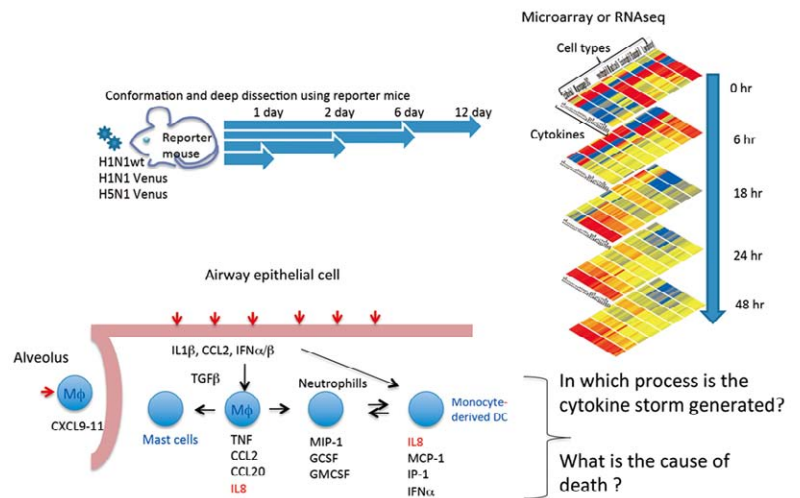 Microarray or RNAseq
Cell types
0 hr
Cytokines
6 hr
18 hr
24 hr
48 hr
Conformation and deep dissection using reporter mice
1 day
2 day
6 day
12 day
Reporter
mouse
H1N1wt
H1N1 Venus
H5N1 Venus
Airway epithelial cell
IL1β, CCL2, IFNα/β
Alveolus
Mϕ
CXCL9-11
TGFβ
Mast cells
Mϕ
TNF
CCL2
CCL20
IL8
Neutrophills
MIP-1
GCSF
GMCSF
Monocyte-
derived DC
IL8
MCP-1
IP-1
IFNα
In which process is the
cytokine storm generated?
What is the cause of
death ?